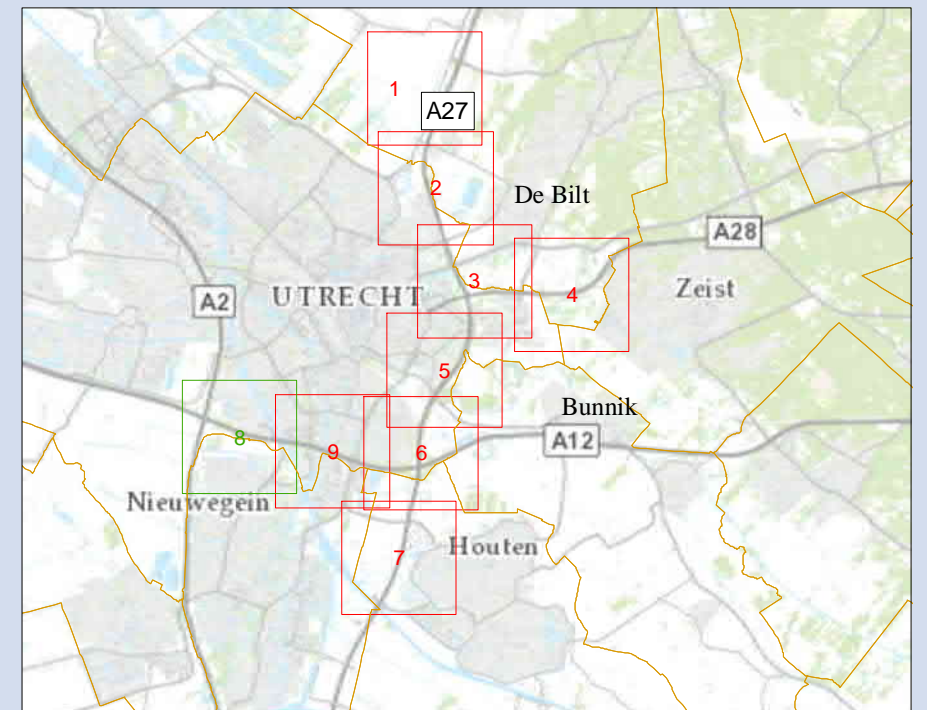 1
A27
2
De Bilt
A28
3
4
Zeist
UTRECHT
A2
5
Bunnik
8
9
6
A12
Nieuwegein
Houten
7